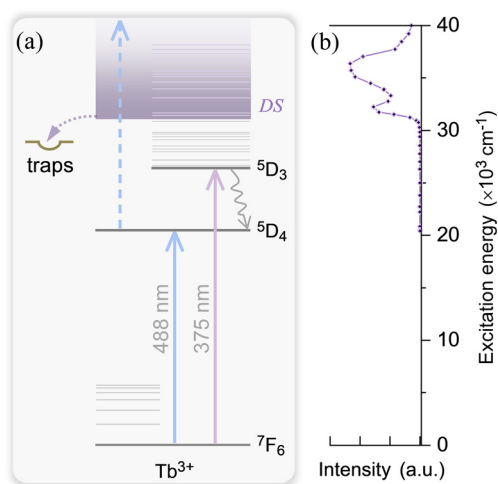 (a)
DS
traps
⁵D₃
⁵D₄
488 nm
375 nm
⁷F₆
Tb³⁺
(b)
40
30
20
10
0
Excitation energy (×10³ cm⁻¹)
Intensity (a.u.)